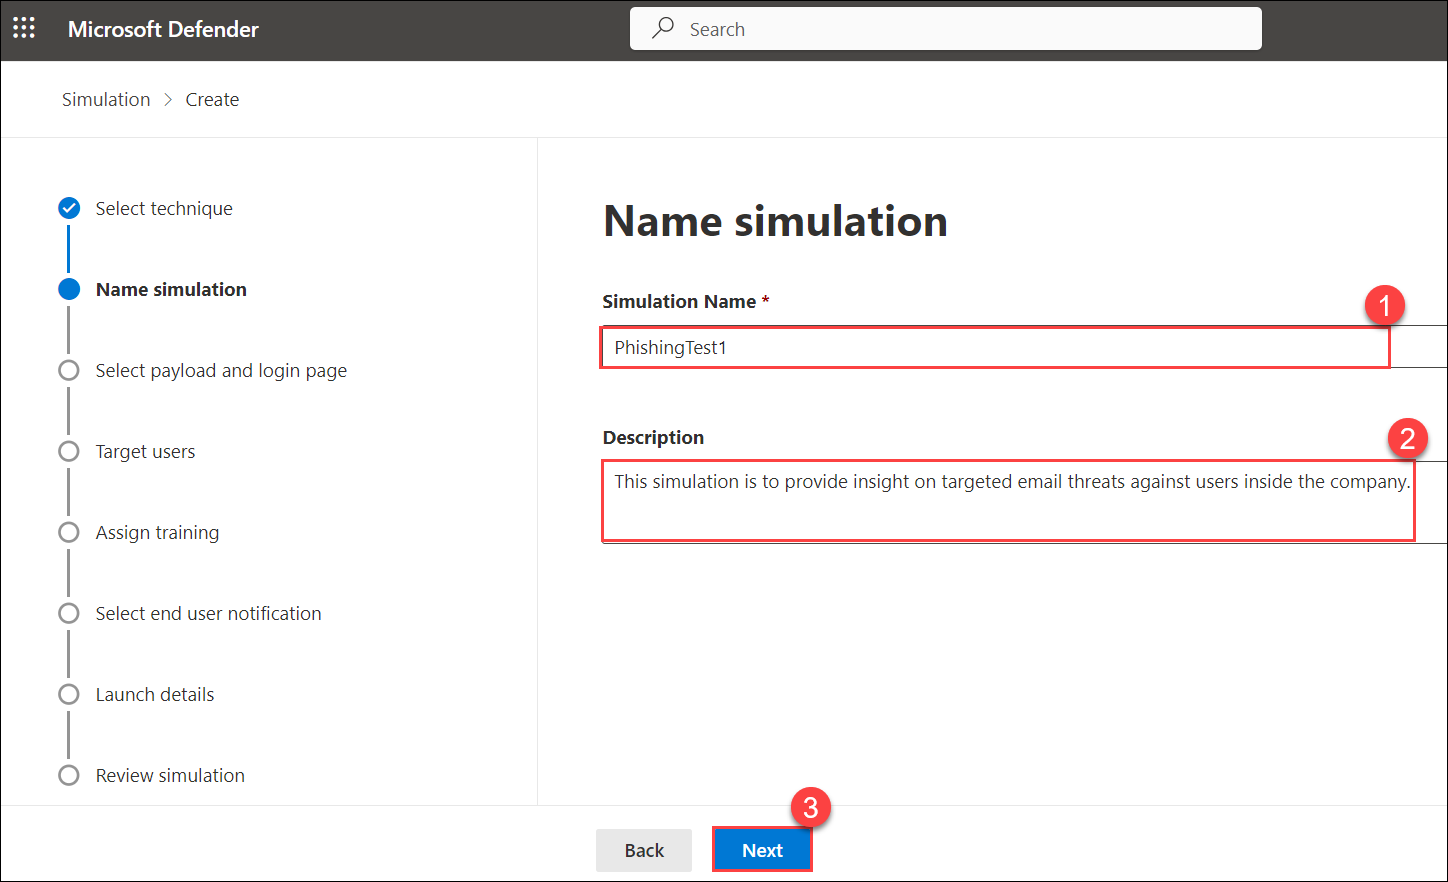 Microsoft Defender
Search
Simulation > Create
Select technique
Name simulation
Select payload and login page
Target users
Assign training
Select end user notification
Launch details
Review simulation
Name simulation
Simulation Name *
1
PhishingTest1
Description
2
This simulation is to provide insight on targeted email threats against users inside the company.
3
Back
Next